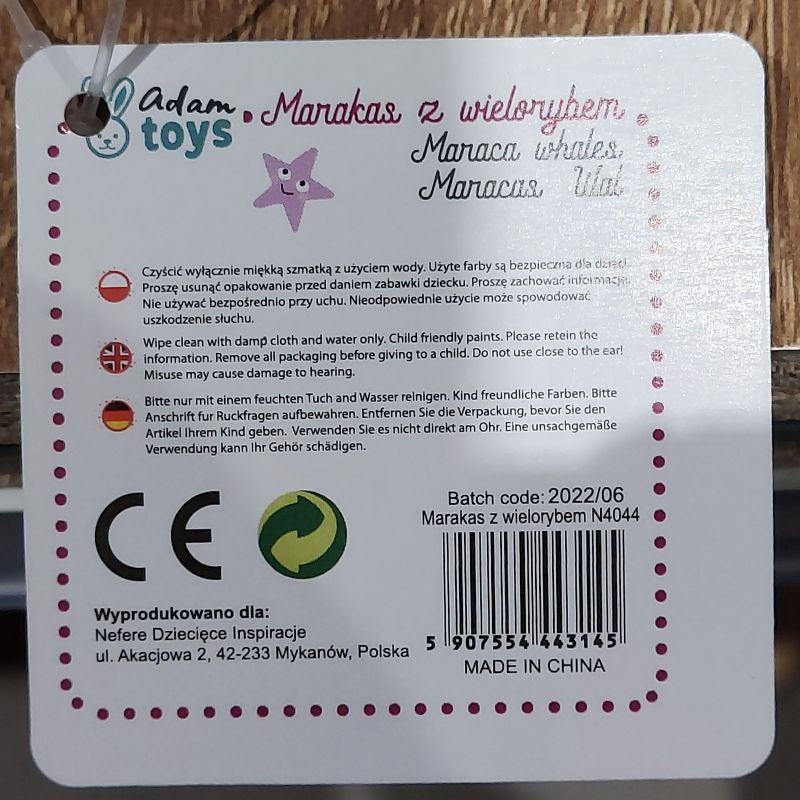 adam
toys
Marakas z wielorybem
Maraca whales
Maracas Wal
Czyścić wyłącznie miękką szmatką z użyciem wody. Użyte farby są bezpieczna dla dzieci.
Proszę usunąć opakowanie przed daniem zabawki dziecku. Proszę zachować informację.
Nie używać bezpośrednio przy uchu. Nieodpowiednie użycie może spowodować
uszkodzenie słuchu.
Wipe clean with damp cloth and water only. Child friendly paints. Please retein the
information. Remove all packaging before giving to a child. Do not use close to the ear!
Misuse may cause damage to hearing.
Bitte nur mit einem feuchten Tuch and Wasser reinigen. Kind freundliche Farben. Bitte
Anschrift fur Ruckfragen aufbewahren. Entfernen Sie die Verpackung, bevor Sie den
Artikel Ihrem Kind geben. Verwenden Sie es nicht direkt am Ohr. Eine unsachgemäße
Verwendung kann Ihr Gehör schädigen.
CE
Batch code: 2022/06
Marakas z wielorybem N4044
5 907554 443145
MADE IN CHINA
Wyprodukowano dla:
Nefere Dziecięce Inspiracje
ul. Akacjowa 2, 42-233 Mykanów, Polska